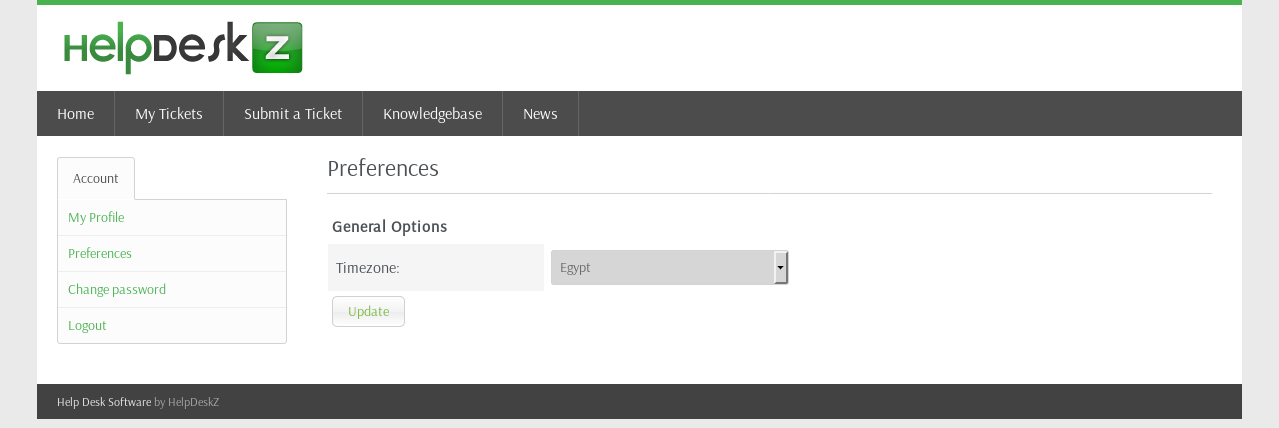 HelpDeskZ
Home
My Tickets
Submit a Ticket
Knowledgebase
News
Account
My Profile
Preferences
Change password
Logout
Preferences
General Options
Timezone:
Egypt
Update
Help Desk Software by HelpDeskZ